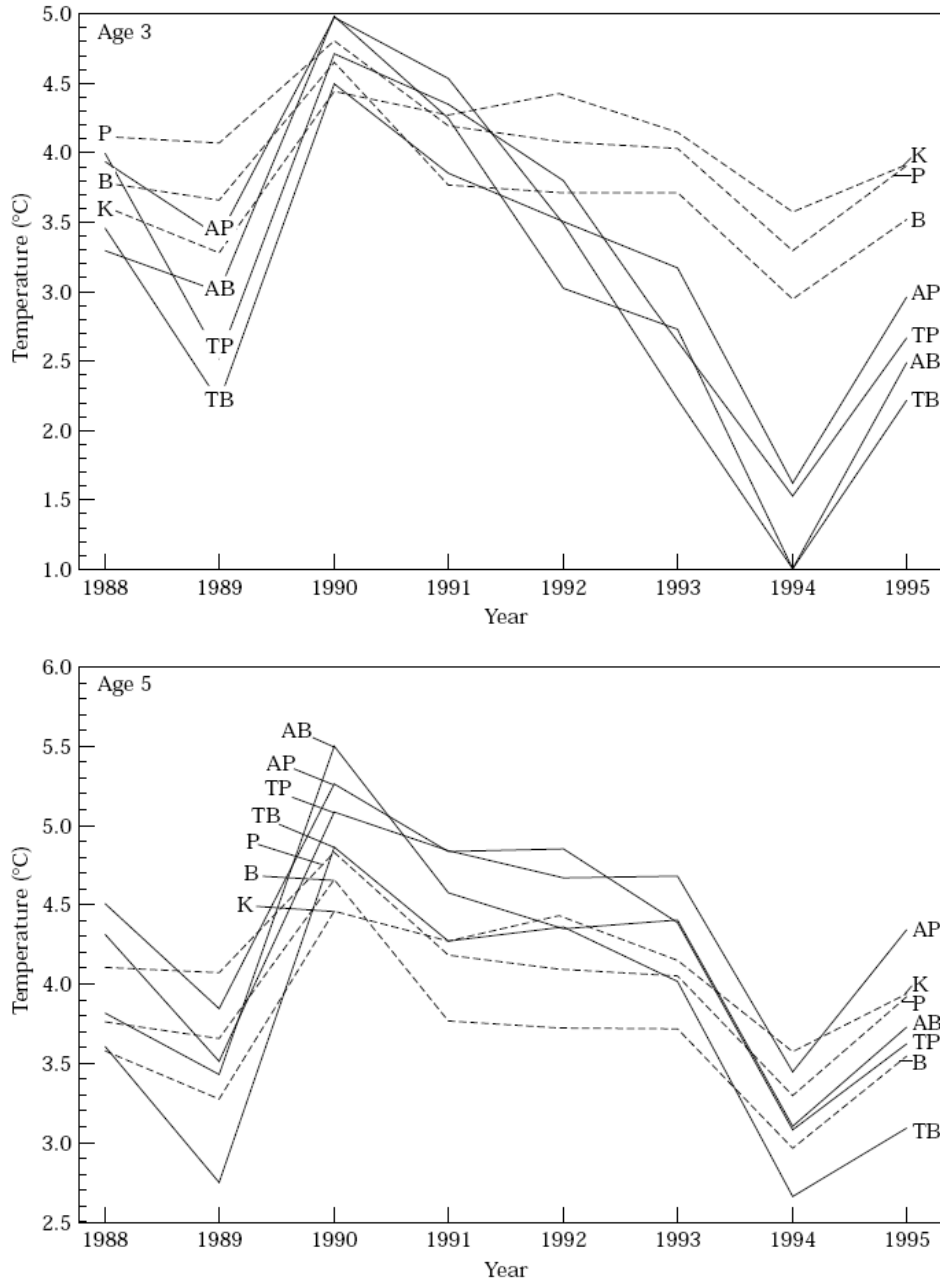 5.0
Age 3
4.5
P
4.0
K
P
B
K
3.5
AP
B
3.0
AB
AP
TP
TP
2.5
AB
TB
TB
2.0
1.5
1.0
Temperature (°C)
1988 1989 1990 1991 1992 1993 1994 1995
Year
6.0
Age 5
AB
5.5
AP
TP
TB
5.0
P
B
4.5
K
AP
4.0
K
P
AB
TP
3.5
B
TB
3.0
2.5
Temperature (°C)
1988 1989 1990 1991 1992 1993 1994 1995
Year